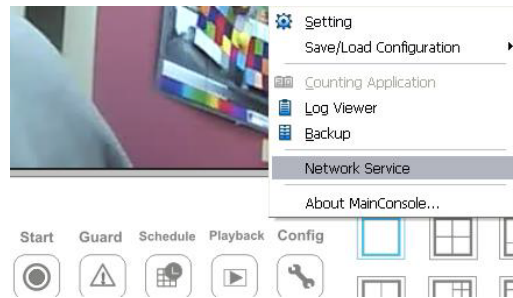 Setting
Save/Load Configuration
Counting Application
Log Viewer
Backup
Network Service
About MainConsole...
Start Guard Schedule Playback Config